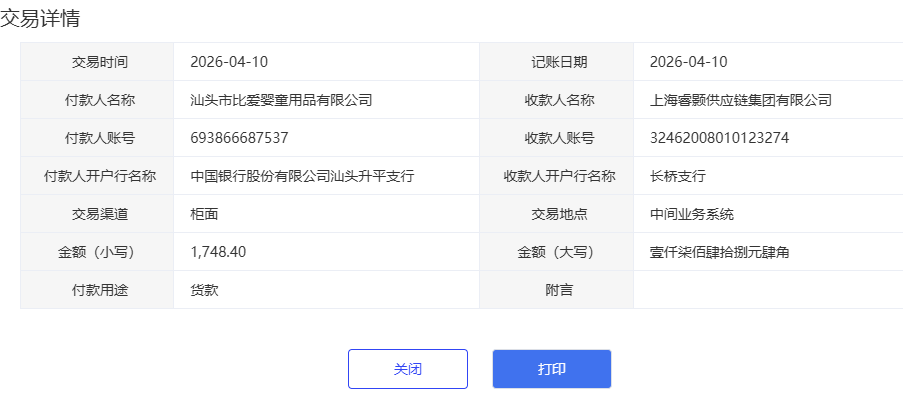 交易详情
交易时间 2026-04-10 记账日期 2026-04-10
付款人名称 汕头市比爱婴童用品有限公司 收款人名称 上海睿颢供应链集团有限公司
付款人账号 693866687537 收款人账号 32462008010123274
付款人开户行名称 中国银行股份有限公司汕头升平支行 收款人开户行名称 长桥支行
交易渠道 柜面 交易地点 中间业务系统
金额（小写） 1,748.40 金额（大写） 壹仟柒佰肆拾捌元肆角
付款用途 货款 附言
关闭 打印